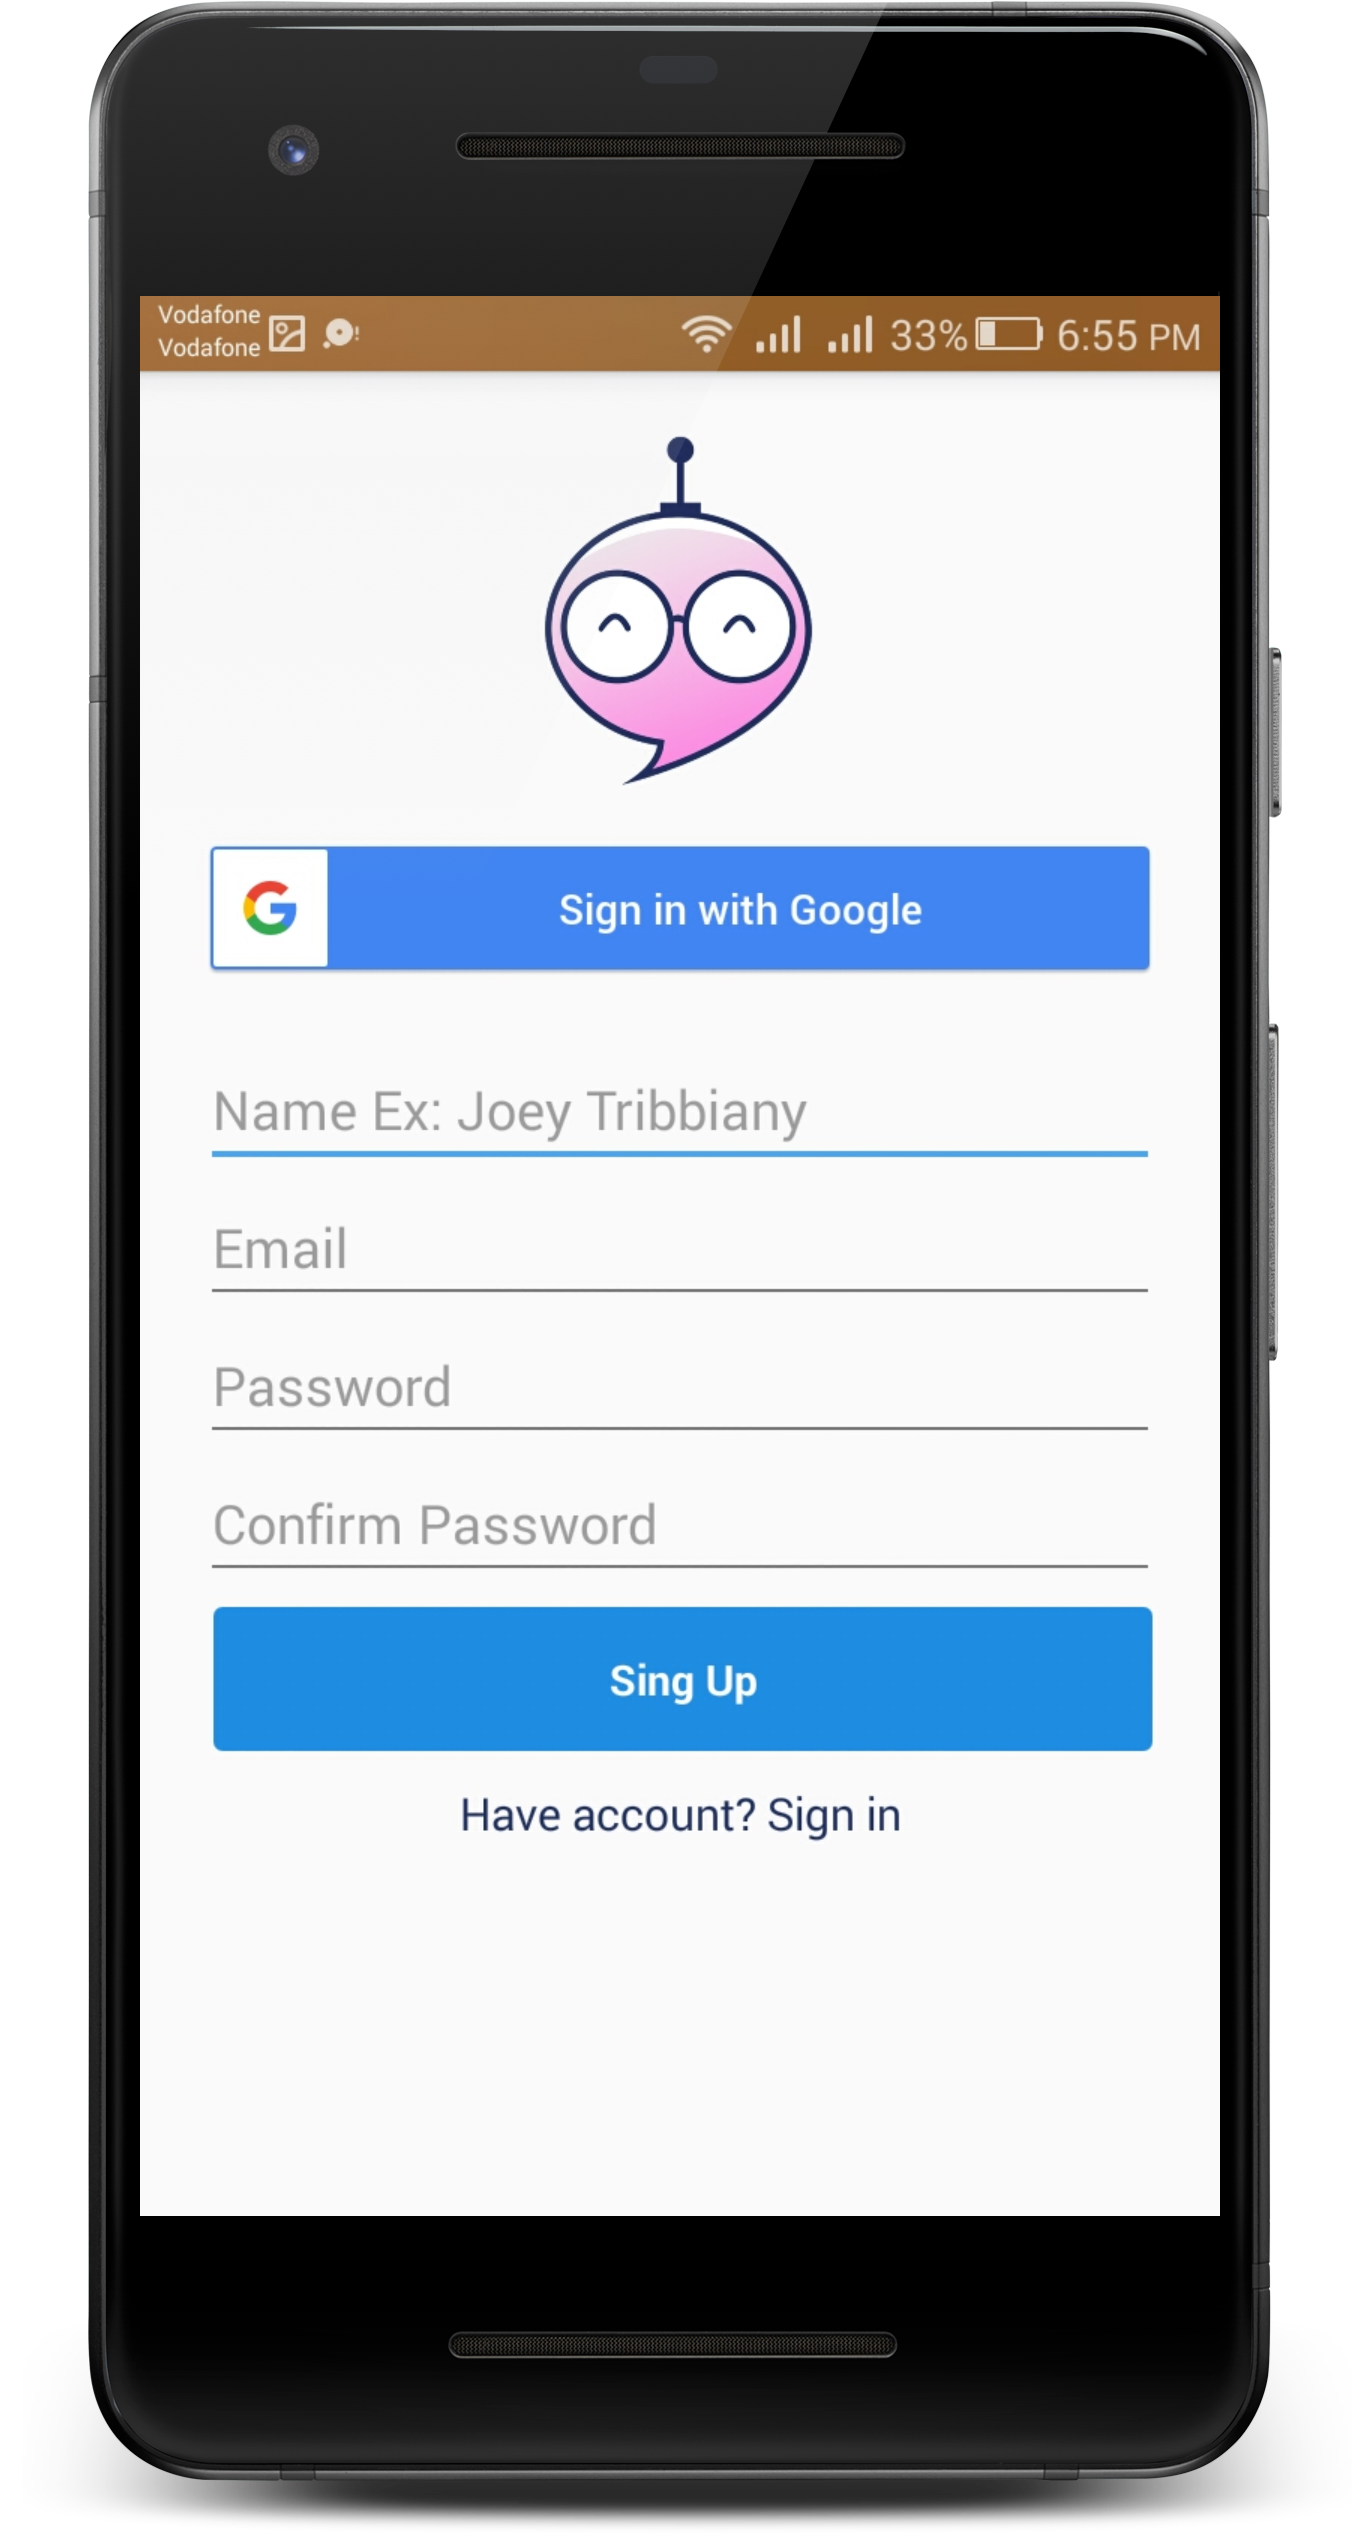 Vodafone
Vodafone
33% 6:55 PM
Sign in with Google
Name Ex: Joey Tribbiany
Email
Password
Confirm Password
Sing Up
Have account? Sign in